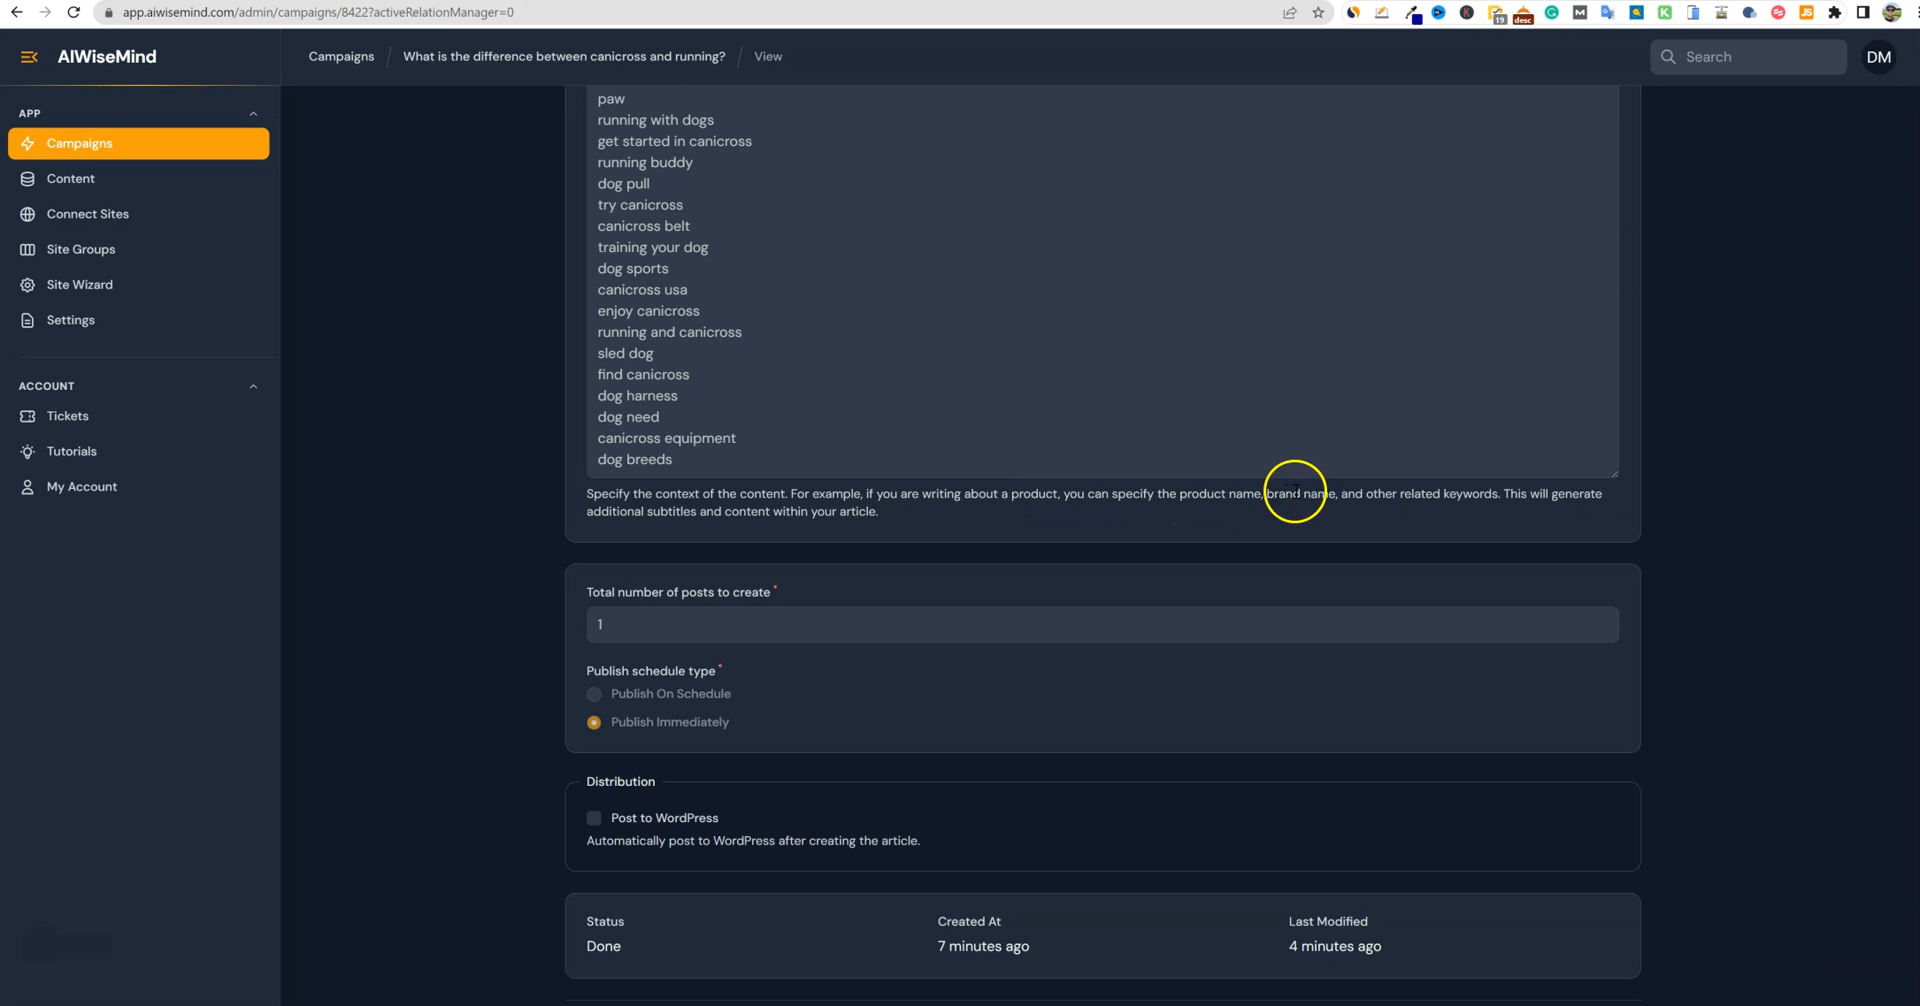 app.aiwisemind.com/admin/campaigns/8422?activeRelationManager=0
19
desc
AIWiseMind
Campaigns
What is the difference between canicross and running?
View
Search
DM
APP
Campaigns
Content
Connect Sites
Site Groups
Site Wizard
Settings
ACCOUNT
Tickets
Tutorials
My Account
paw
running with dogs
get started in canicross
running buddy
dog pull
try canicross
canicross belt
training your dog
dog sports
canicross usa
enjoy canicross
running and canicross
sled dog
find canicross
dog harness
dog need
canicross equipment
dog breeds
Specify the context of the content. For example, if you are writing about a product, you can specify the product name, brand name, and other related keywords. This will generate
additional subtitles and content within your article.
Total number of posts to create *
1
Publish schedule type *
Publish On Schedule
Publish Immediately
Distribution
Post to WordPress
Automatically post to WordPress after creating the article.
Status
Created At
Last Modified
Done
7 minutes ago
4 minutes ago